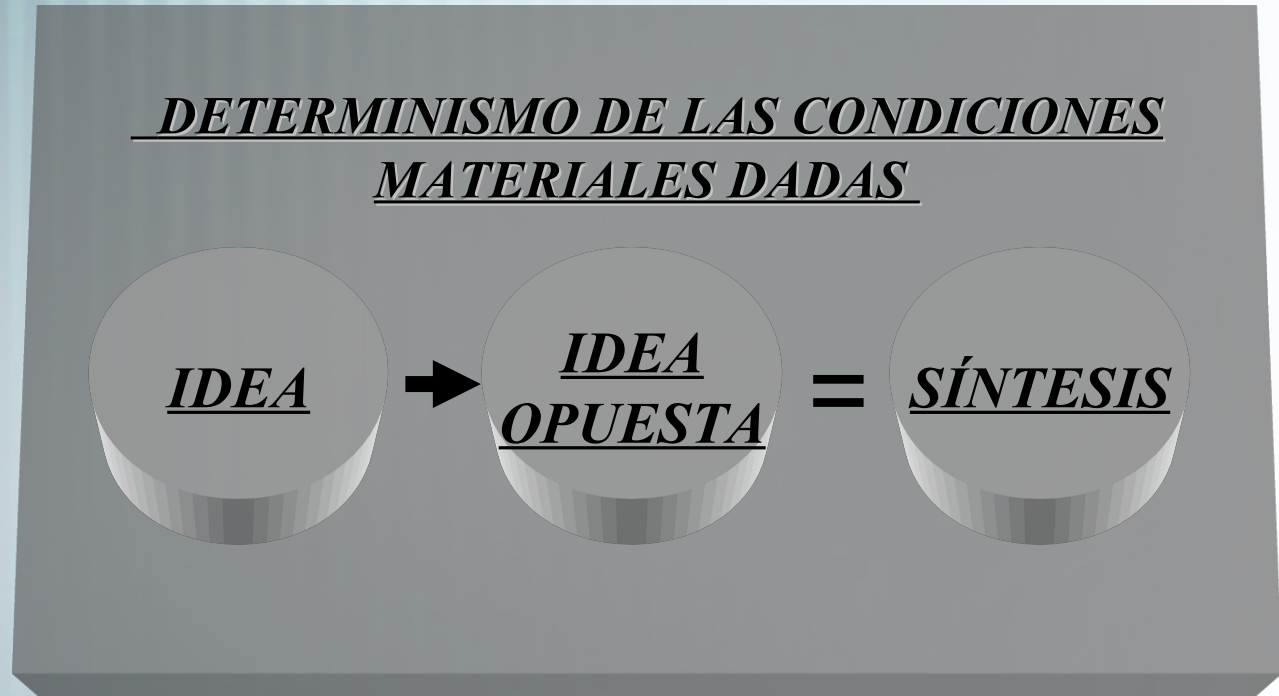 DETERMINISMO DE LAS CONDICIONES
MATERIALES DADAS
IDEA
IDEA
OPUESTA
=
SÍNTESIS